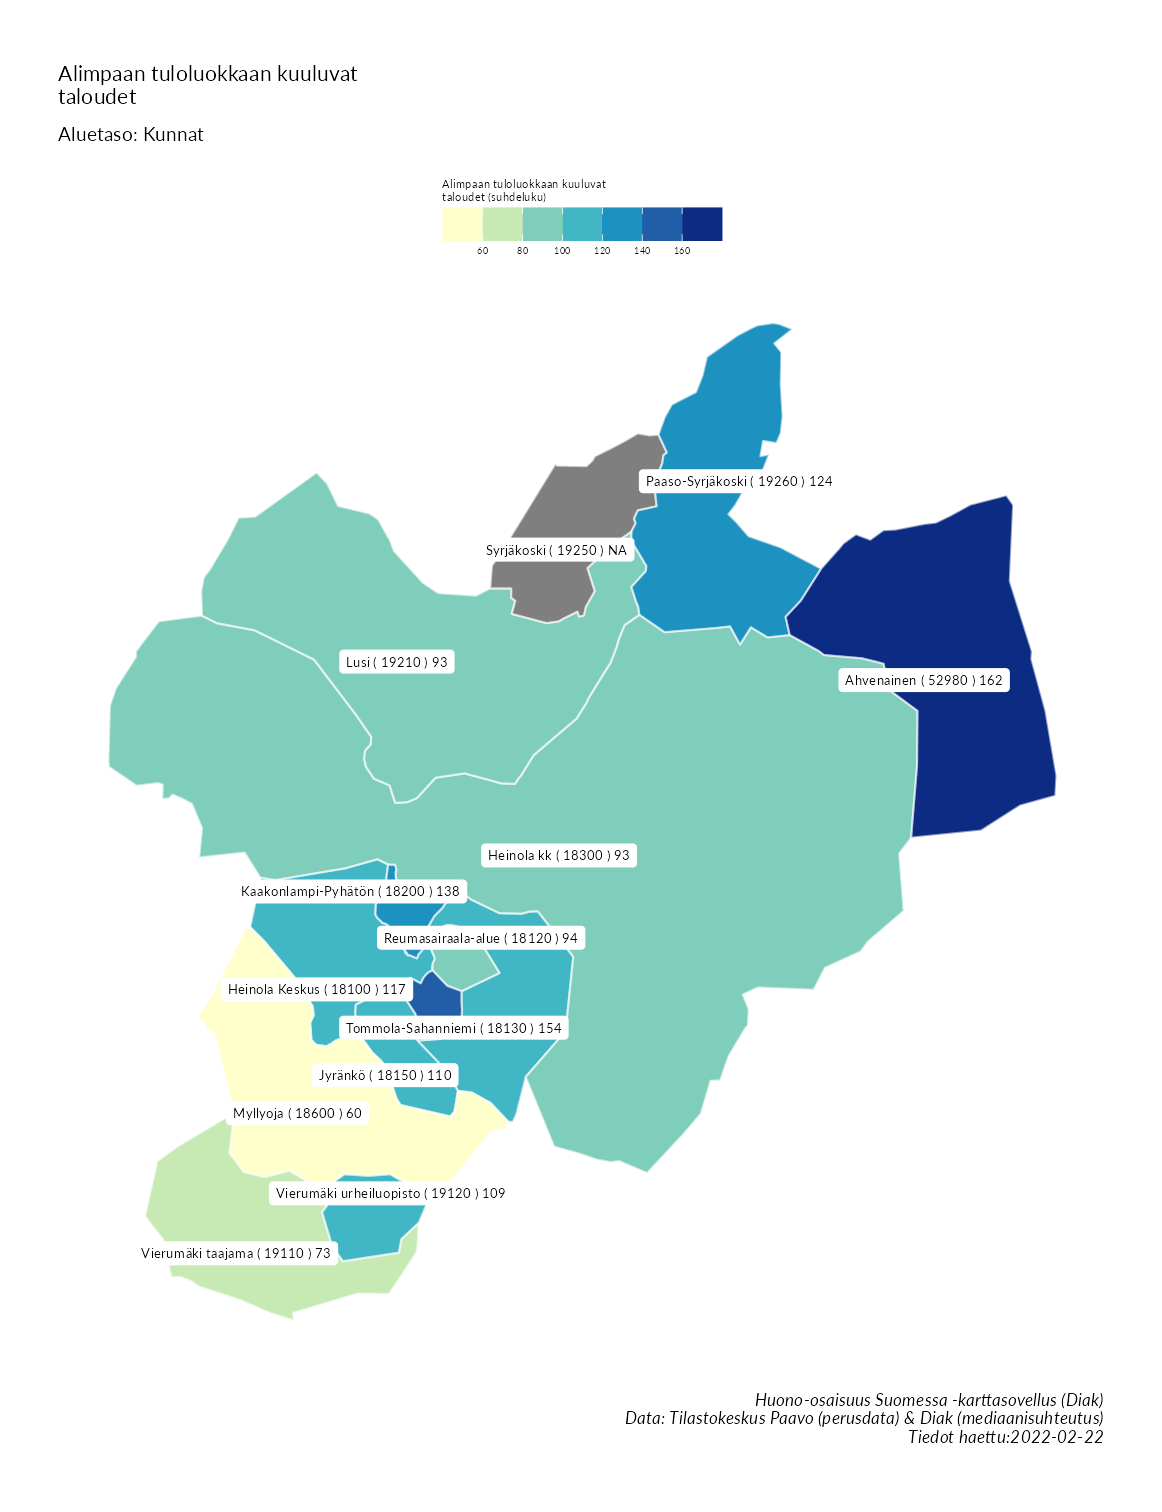 Alimpaan tuloluokkaan kuuluvat
taloudet
Aluetaso: Kunnat
Alimpaan tuloluokkaan kuuluvat
taloudet (suhdeluku)
60 80 100 120 140 160
Paaso-Syrjäkoski ( 19260 ) 124
Syrjäkoski ( 19250 ) NA
Lusi ( 19210 ) 93
Ahvenainen ( 52980 ) 162
Heinola kk ( 18300 ) 93
Kaakonlampi-Pyhätön ( 18200 ) 138
Reumasairaala-alue ( 18120 ) 94
Heinola Keskus ( 18100 ) 117
Tommola-Sahanniemi ( 18130 ) 154
Jyränkö ( 18150 ) 110
Myllyoja ( 18600 ) 60
Vierumäki urheiluopisto ( 19120 ) 109
Vierumäki taajama ( 19110 ) 73
Huono-osaisuus Suomessa -karttasovellus (Diak)
Data: Tilastokeskus Paavo (perusdata) & Diak (mediaanisuhteutus)
Tiedot haettu:2022-02-22